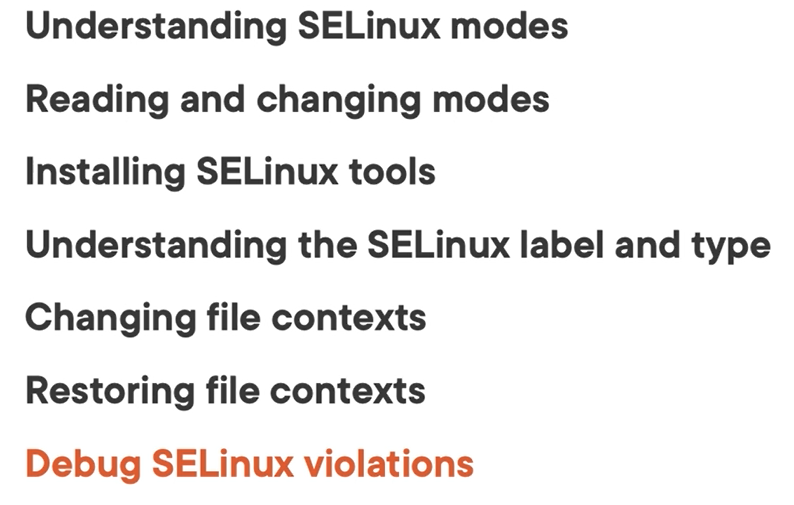 Understanding SELinux modes
Reading and changing modes
Installing SELinux tools
Understanding the SELinux label and type
Changing file contexts
Restoring file contexts
Debug SELinux violations